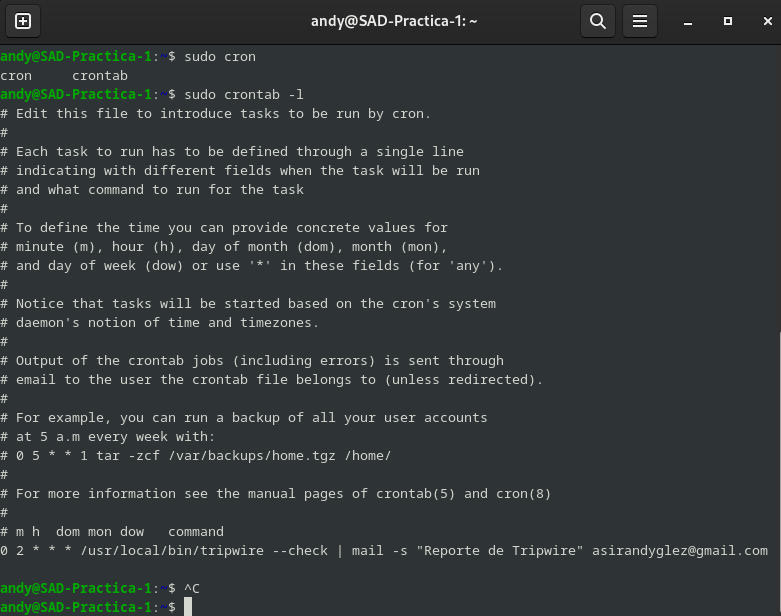 andy@SAD-Practica-1: ~
andy@SAD-Practica-1:~$ sudo cron
cron     crontab
andy@SAD-Practica-1:~$ sudo crontab -l
# Edit this file to introduce tasks to be run by cron.
#
# Each task to run has to be defined through a single line
# indicating with different fields when the task will be run
# and what command to run for the task
#
# To define the time you can provide concrete values for
# minute (m), hour (h), day of month (dom), month (mon),
# and day of week (dow) or use '*' in these fields (for 'any').
#
# Notice that tasks will be started based on the cron's system
# daemon's notion of time and timezones.
#
# Output of the crontab jobs (including errors) is sent through
# email to the user the crontab file belongs to (unless redirected).
#
# For example, you can run a backup of all your user accounts
# at 5 a.m every week with:
# 0 5 * * 1 tar -zcf /var/backups/home.tgz /home/
#
# For more information see the manual pages of crontab(5) and cron(8)
#
# m h  dom mon dow   command
0 2 * * * /usr/local/bin/tripwire --check | mail -s "Reporte de Tripwire" asirandyglez@gmail.com
andy@SAD-Practica-1:~$ ^C
andy@SAD-Practica-1:~$